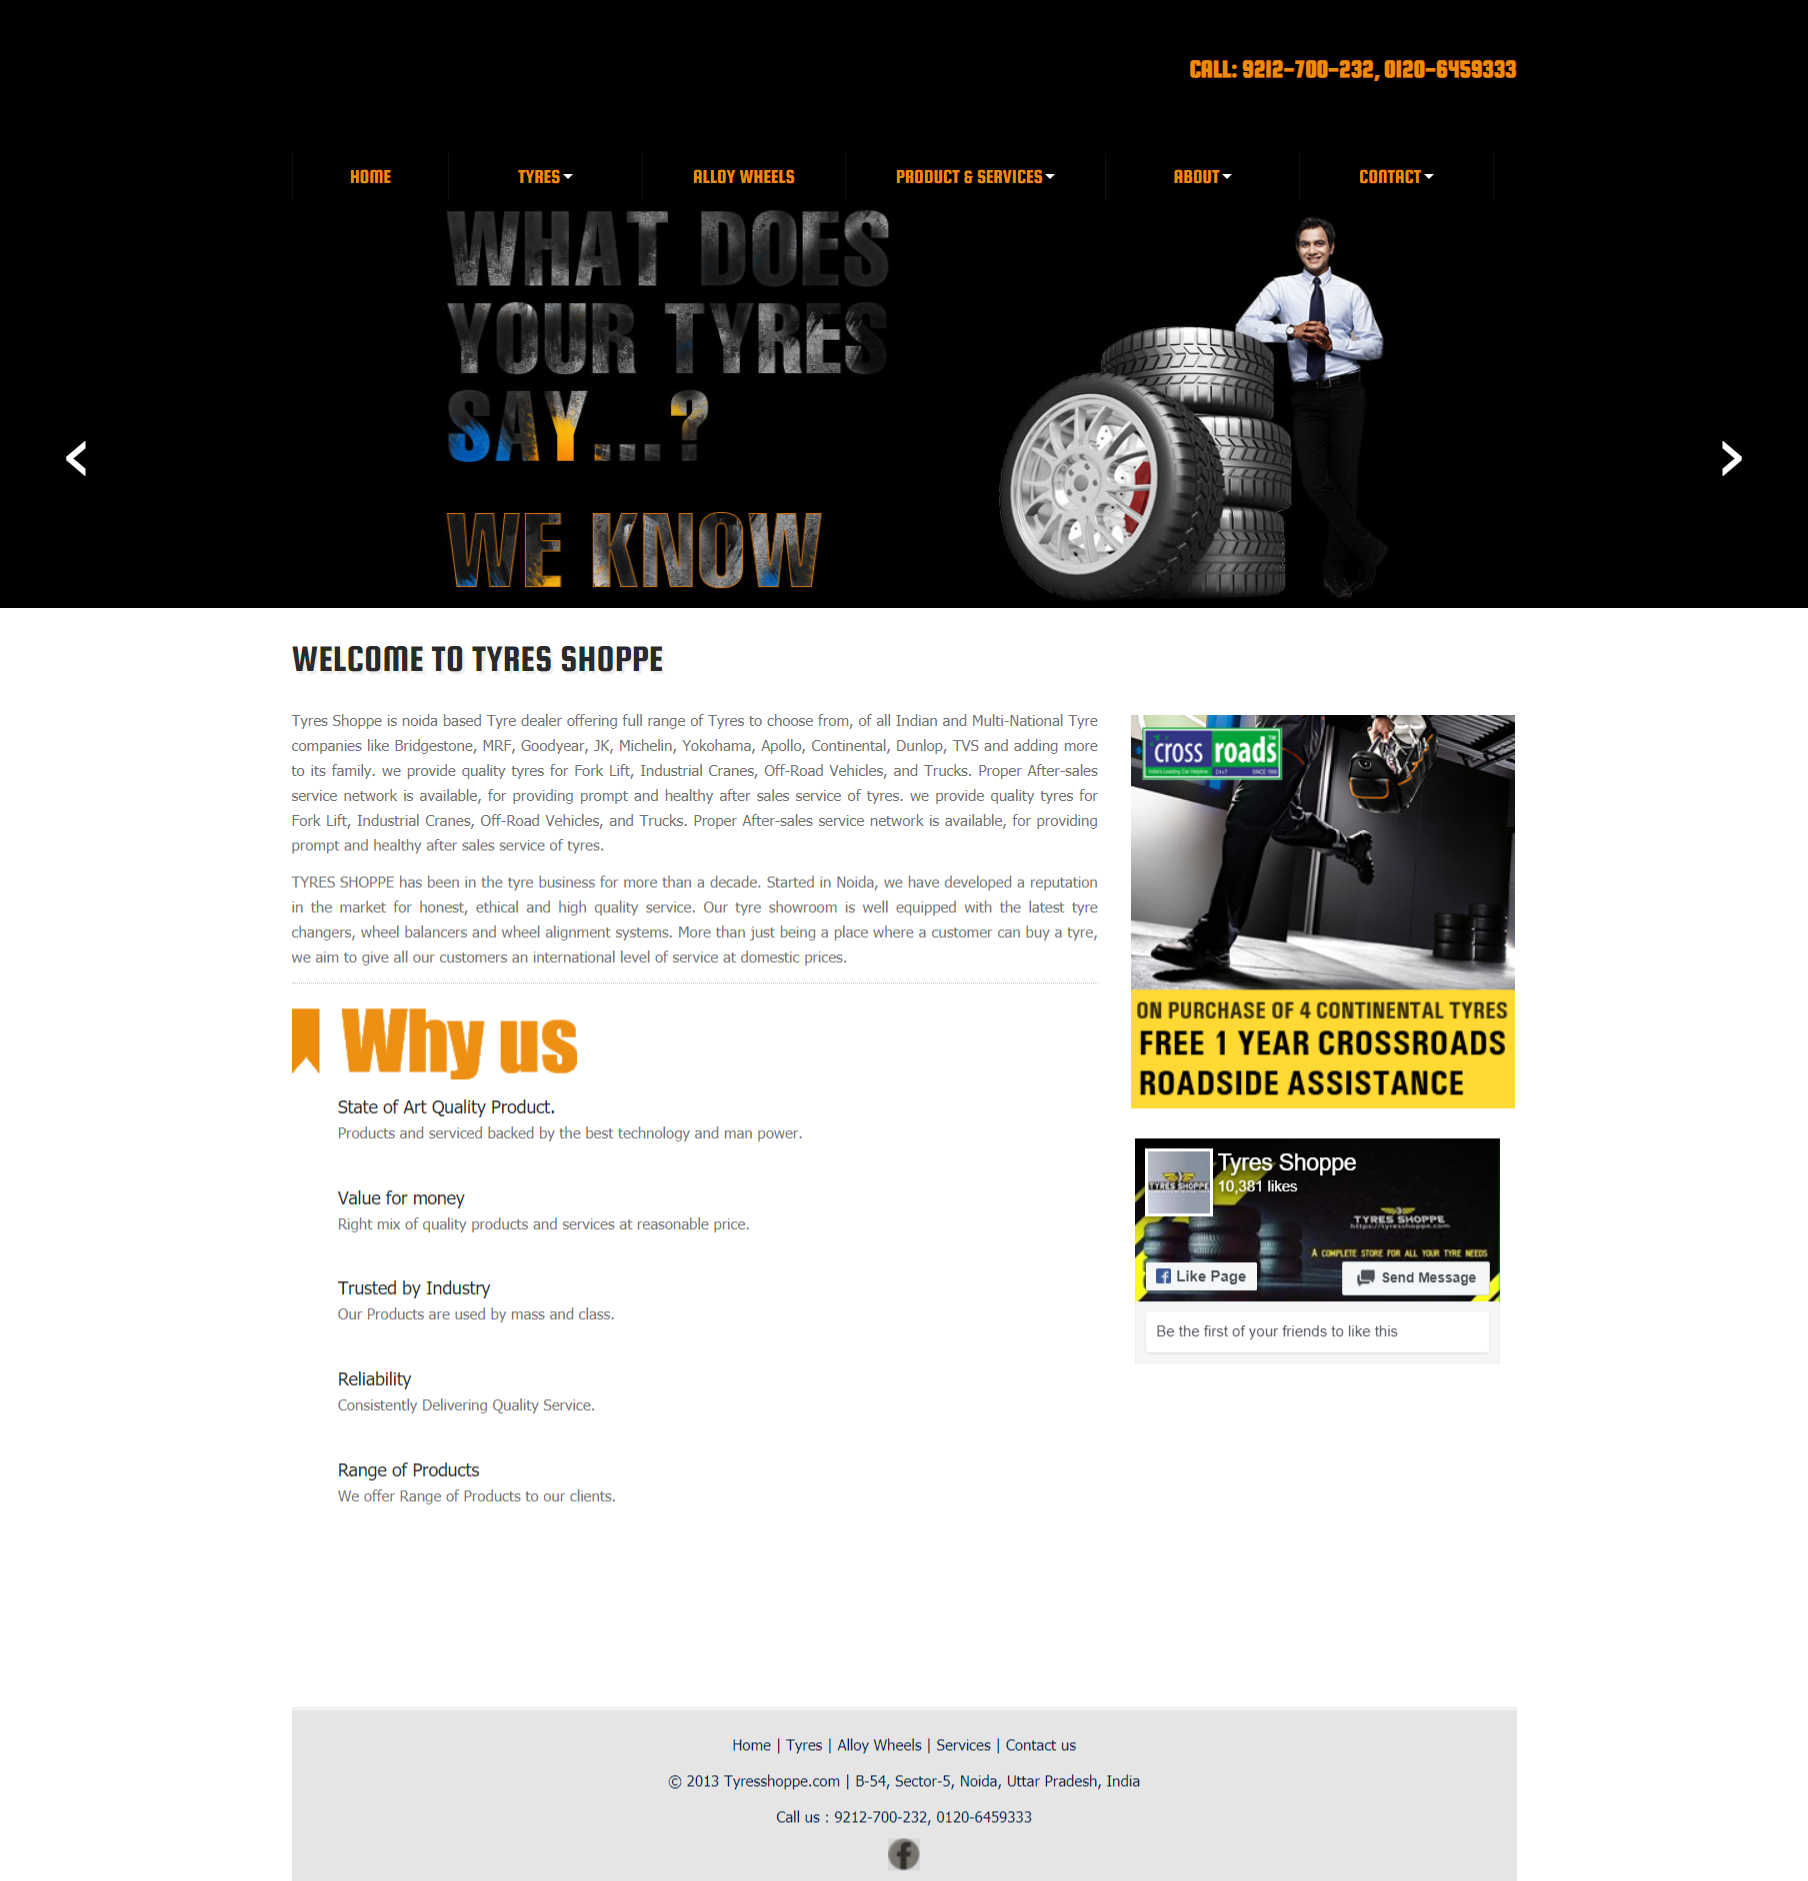 CALL: 9212-700-232, 0120-6459333
HOME
TYRES
ALLOY WHEELS
PRODUCT & SERVICES
ABOUT
CONTACT
WHAT DOES
YOUR TYRES
SAY...?
WE KNOW
WELCOME TO TYRES SHOPPE
Tyres Shoppe is noida based Tyre dealer offering full range of Tyres to choose from, of all Indian and Multi-National Tyre
companies like Bridgestone, MRF, Goodyear, JK, Michelin, Yokohama, Apollo, Continental, Dunlop, TVS and adding more
to its family. we provide quality tyres for Fork Lift, Industrial Cranes, Off-Road Vehicles, and Trucks. Proper After-sales
service network is available, for providing prompt and healthy after sales service of tyres. we provide quality tyres for
Fork Lift, Industrial Cranes, Off-Road Vehicles, and Trucks. Proper After-sales service network is available, for providing
prompt and healthy after sales service of tyres.
TYRES SHOPPE has been in the tyre business for more than a decade. Started in Noida, we have developed a reputation
in the market for honest, ethical and high quality service. Our tyre showroom is well equipped with the latest tyre
changers, wheel balancers and wheel alignment systems. More than just being a place where a customer can buy a tyre,
we aim to give all our customers an international level of service at domestic prices.
Why us
State of Art Quality Product.
Products and serviced backed by the best technology and man power.
Value for money
Right mix of quality products and services at reasonable price.
Trusted by Industry
Our Products are used by mass and class.
Reliability
Consistently Delivering Quality Service.
Range of Products
We offer Range of Products to our clients.
cross roads™
India's Leading Car Helpline 24x7 SINCE 1998
ON PURCHASE OF 4 CONTINENTAL TYRES
FREE 1 YEAR CROSSROADS
ROADSIDE ASSISTANCE
TYRES SHOPPE
Tyres Shoppe
10,381 likes
TYRES SHOPPE
https://tyresshoppe.com
A COMPLETE STORE FOR ALL YOUR TYRE NEEDS
Like Page
Send Message
Be the first of your friends to like this
Home | Tyres | Alloy Wheels | Services | Contact us
© 2013 Tyresshoppe.com | B-54, Sector-5, Noida, Uttar Pradesh, India
Call us : 9212-700-232, 0120-6459333